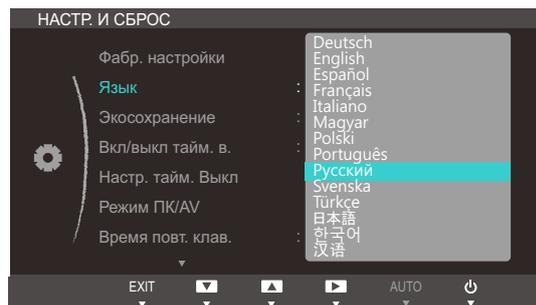 НАСТР. И СБРОС
Фабр. настройки
Язык :
Экосохранение :
Вкл/выкл тайм. в. :
Настр. тайм. Выкл
Режим ПК/AV
Время повт. клав. :
Deutsch
English
Español
Français
Italiano
Magyar
Polski
Português
Русский
Svenska
Türkçe
日本語
한국어
汉语
EXIT
AUTO